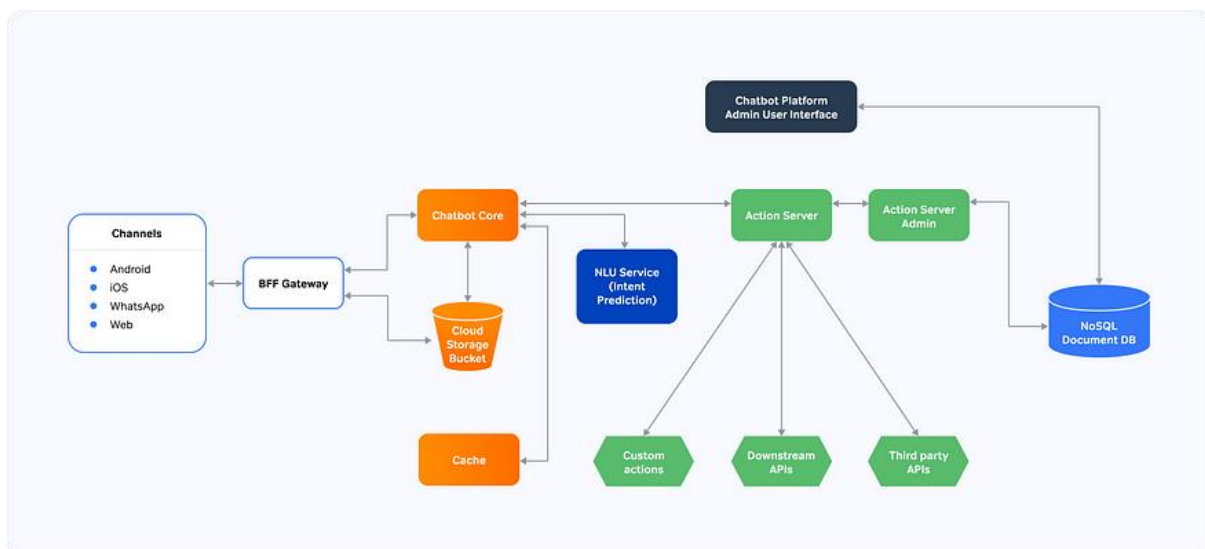 Chatbot Platform
Admin User Interface
Channels
Android
iOS
WhatsApp
Web
BFF Gateway
Chatbot Core
Cloud
Storage
Bucket
Cache
NLU Service
(Intent
Prediction)
Action Server
Action Server
Admin
NoSQL
Document DB
Custom
actions
Downstream
APIs
Third party
APIs